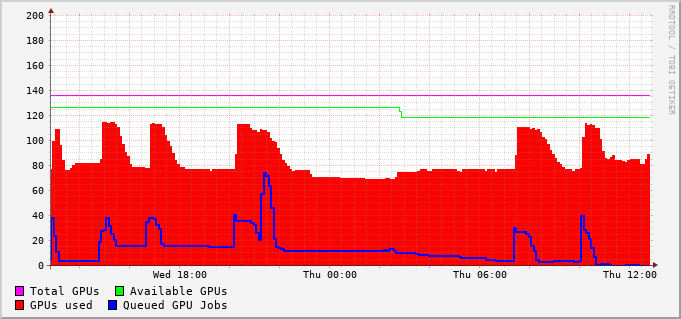 200
180
160
140
120
100
80
60
40
20
0
Wed 18:00 Thu 00:00 Thu 06:00 Thu 12:00
Total GPUs Available GPUs
GPUs used Queued GPU Jobs
RRDTOOL / TOBI OETIKER